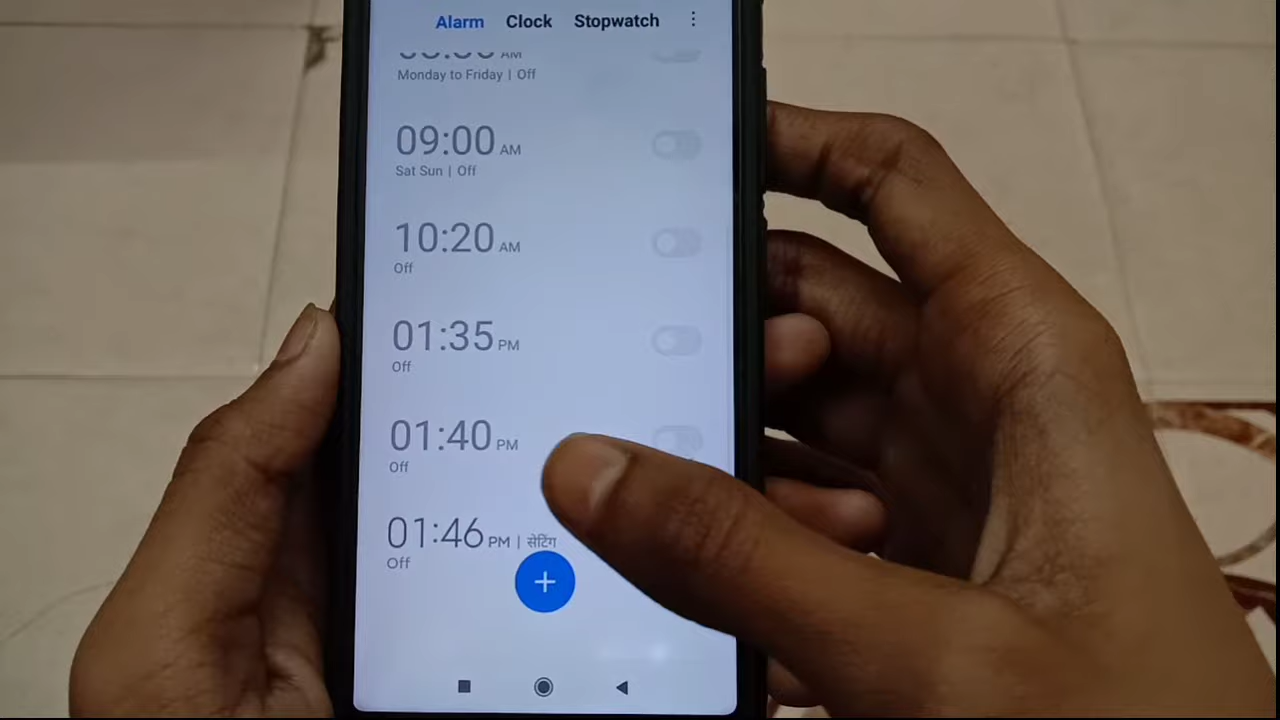 Alarm Clock Stopwatch
AM
Monday to Friday | Off
09:00 AM
Sat Sun | Off
10:20 AM
Off
01:35 PM
Off
01:40 PM
Off
01:46 PM | सेटिंग
Off